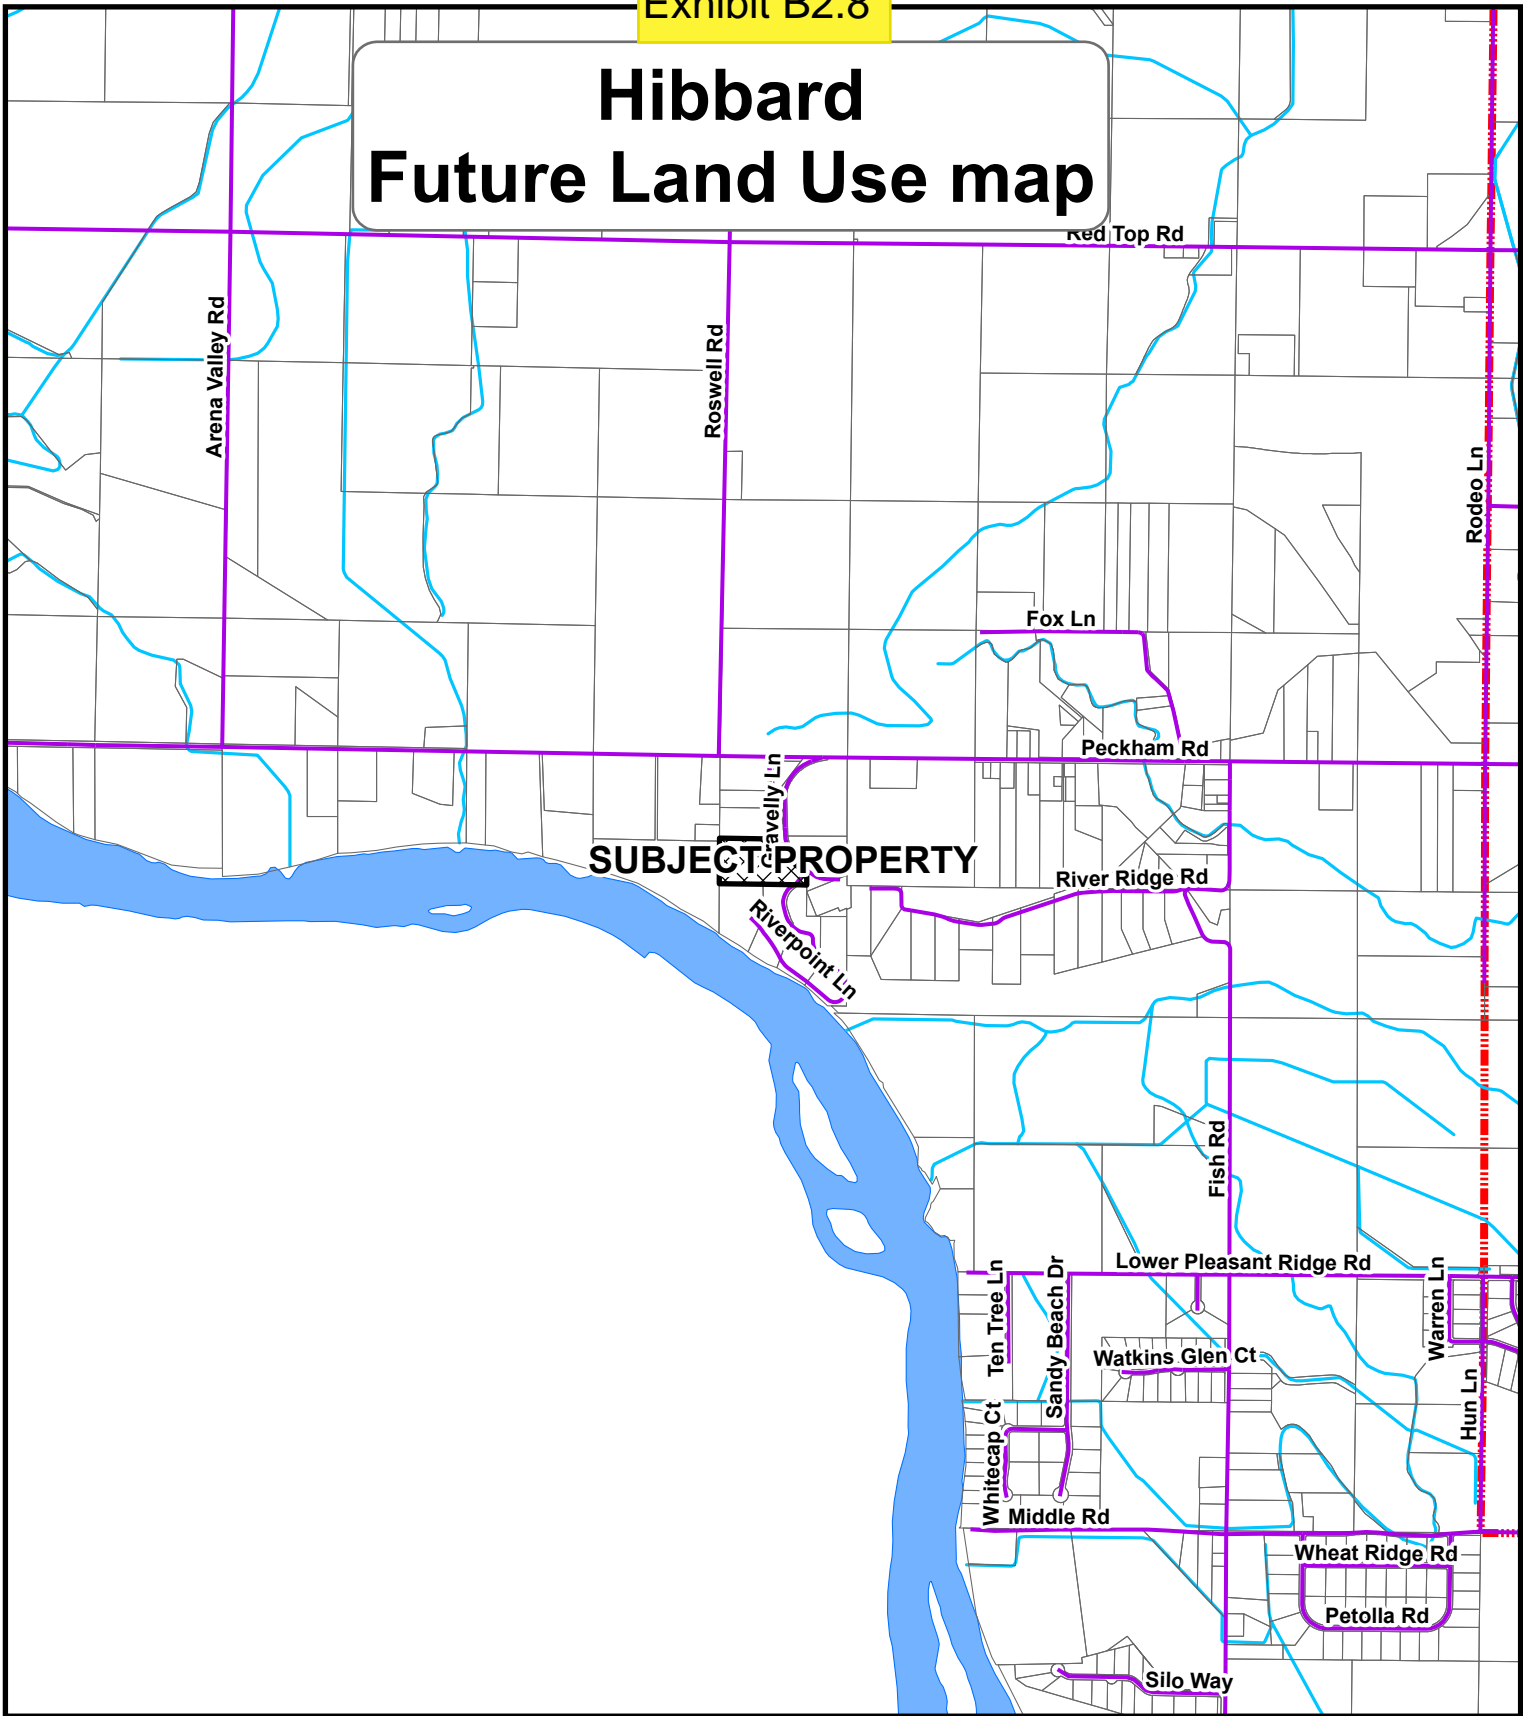 Exhibit B2.8
Hibbard
Future Land Use map
Red Top Rd
Arena Valley Rd
Roswell Rd
Rodeo Ln
Fox Ln
Peckham Rd
Gravelly Ln
SUBJECT PROPERTY
River Ridge Rd
Riverpoint Ln
Fish Rd
Lower Pleasant Ridge Rd
Ten Tree Ln
Sandy Beach Dr
Warren Ln
Watkins Glen Ct
Hun Ln
Whitecap Ct
Middle Rd
Wheat Ridge Rd
Petolla Rd
Silo Way